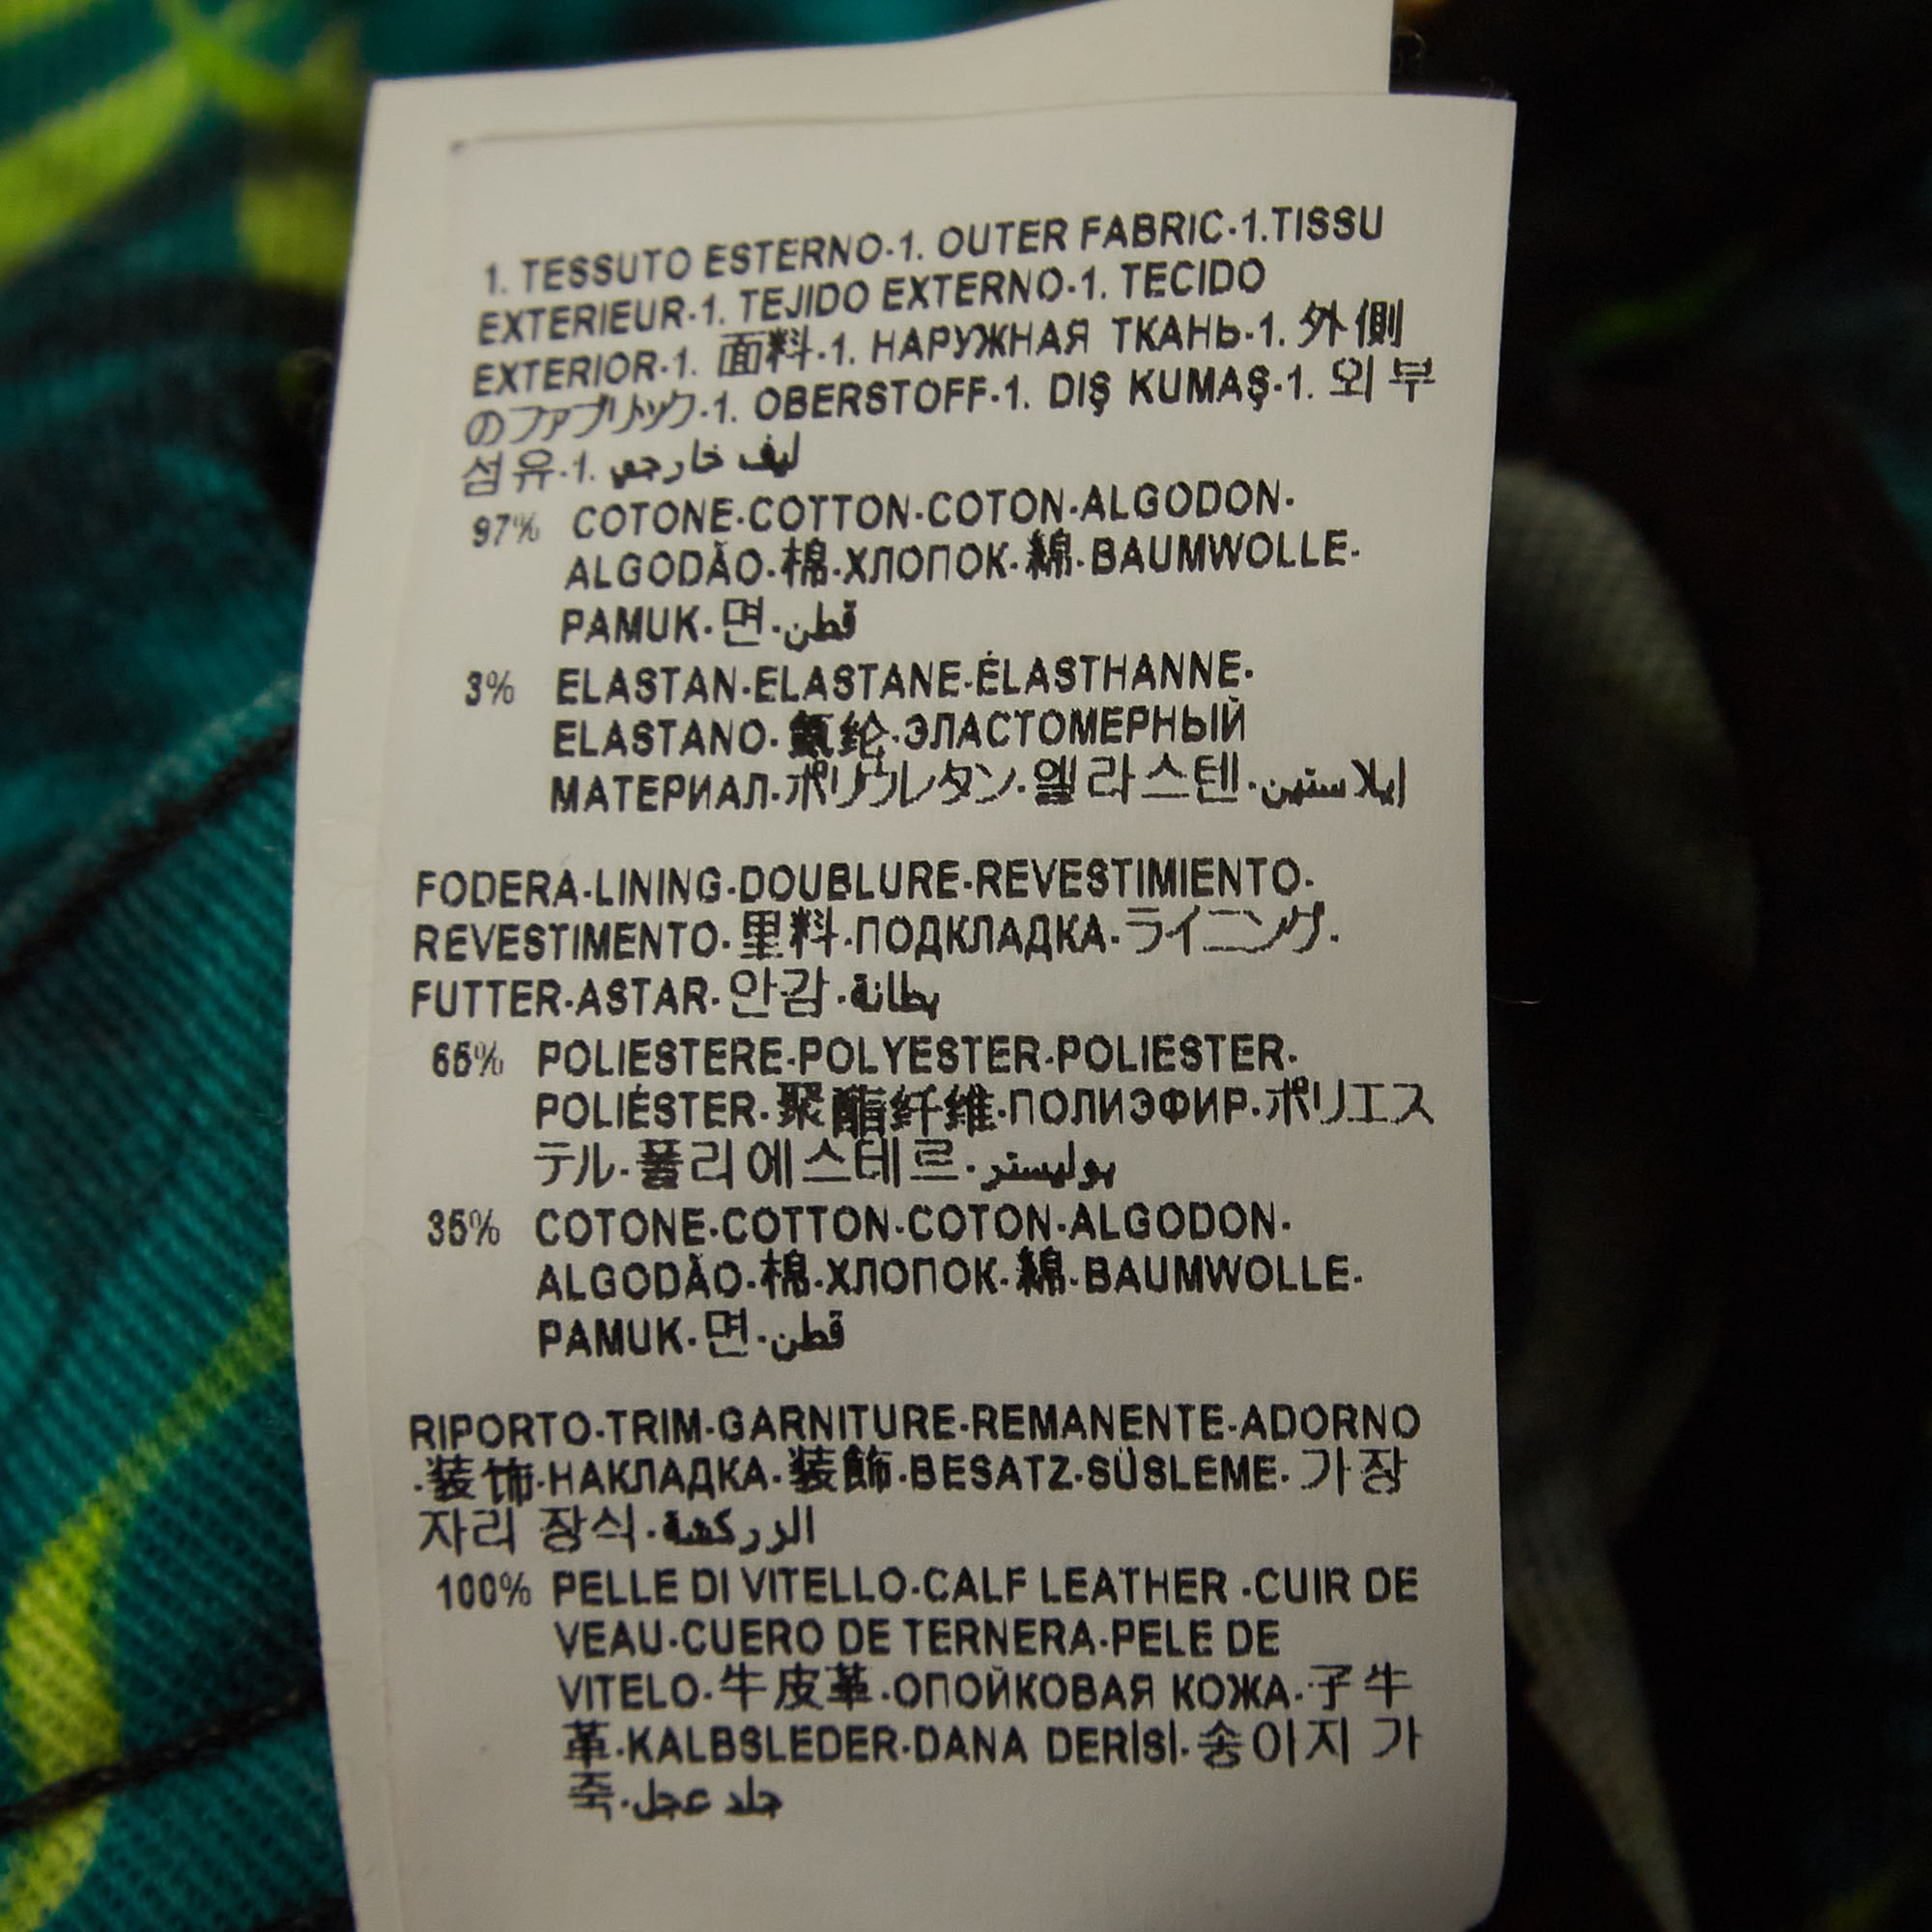 1. TESSUTO ESTERNO-1. OUTER FABRIC-1.TISSU
EXTERIEUR-1. TEJIDO EXTERNO-1. TECIDO
EXTERIOR-1. 面料-1. НАРУЖНАЯ ТКАНЬ-1. 外側
のファブリック-1. OBERSTOFF-1. DIŞ KUMAŞ-1. 외부
섬유-1. ليف خارجي
97% COTONE-COTTON-COTON-ALGODON-
ALGODÃO-棉-ХЛОПОК-綿-BAUMWOLLE-
PAMUK-면-قطن
3% ELASTAN-ELASTANE-ÉLASTHANNE-
ELASTANO-氨纶-ЭЛАСТОМЕРНЫЙ
МАТЕРИАЛ-ポリウレタン-엘라스텐-إيلاستين
FODERA-LINING-DOUBLURE-REVESTIMIENTO-
REVESTIMENTO-里料-ПОДКЛАДКА-ライニング-
FUTTER-ASTAR-안감-بطانة
65% POLIESTERE-POLYESTER-POLIESTER-
POLIÉSTER-聚酯纤维-ПОЛИЭФИР-ポリエス
テル-폴리에스테르-بوليستر
35% COTONE-COTTON-COTON-ALGODON-
ALGODÃO-棉-ХЛОПОК-綿-BAUMWOLLE-
PAMUK-면-قطن
RIPORTO-TRIM-GARNITURE-REMANENTE-ADORNO
-装饰-НАКЛАДКА-装飾-BESATZ-SÜSLEME-가장
자리 장식-الزركشة
100% PELLE DI VITELLO-CALF LEATHER -CUIR DE
VEAU-CUERO DE TERNERA-PELE DE
VITELO-牛皮革-ОПОЙКОВАЯ КОЖА-子牛
革-KALBSLEDER-DANA DERİSİ-송아지 가
죽-جلد عجل